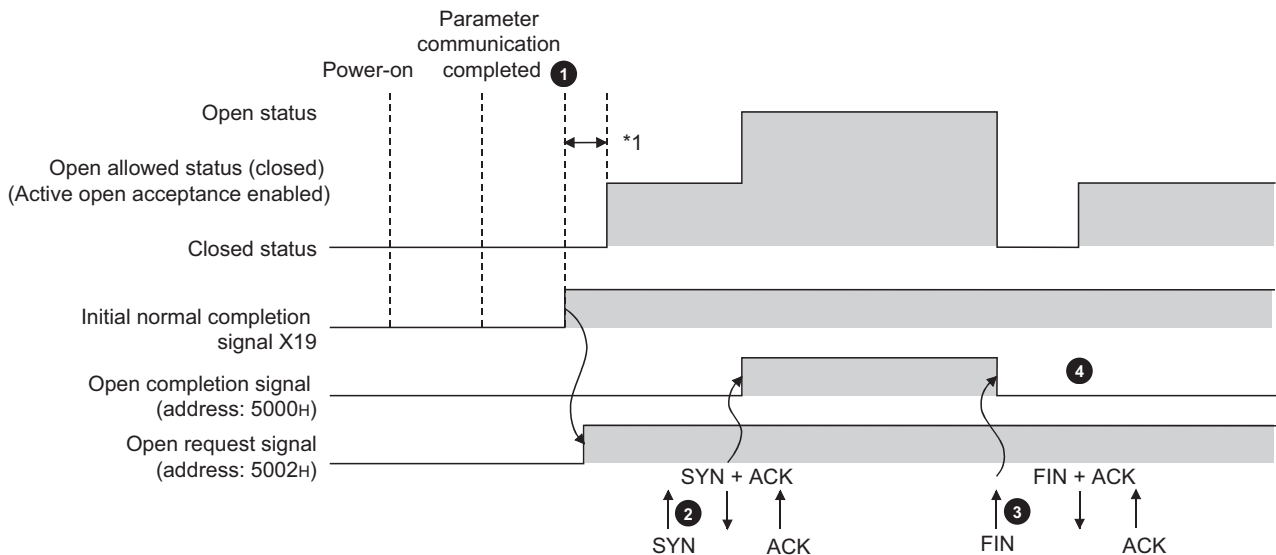 Parameter
communication
Power-on completed 1
Open status
*1
Open allowed status (closed)
(Active open acceptance enabled)
Closed status
Initial normal completion
signal X19
Open completion signal
(address: 5000H)
4
Open request signal
(address: 5002H)
SYN + ACK FIN + ACK
2 3
SYN ACK FIN ACK